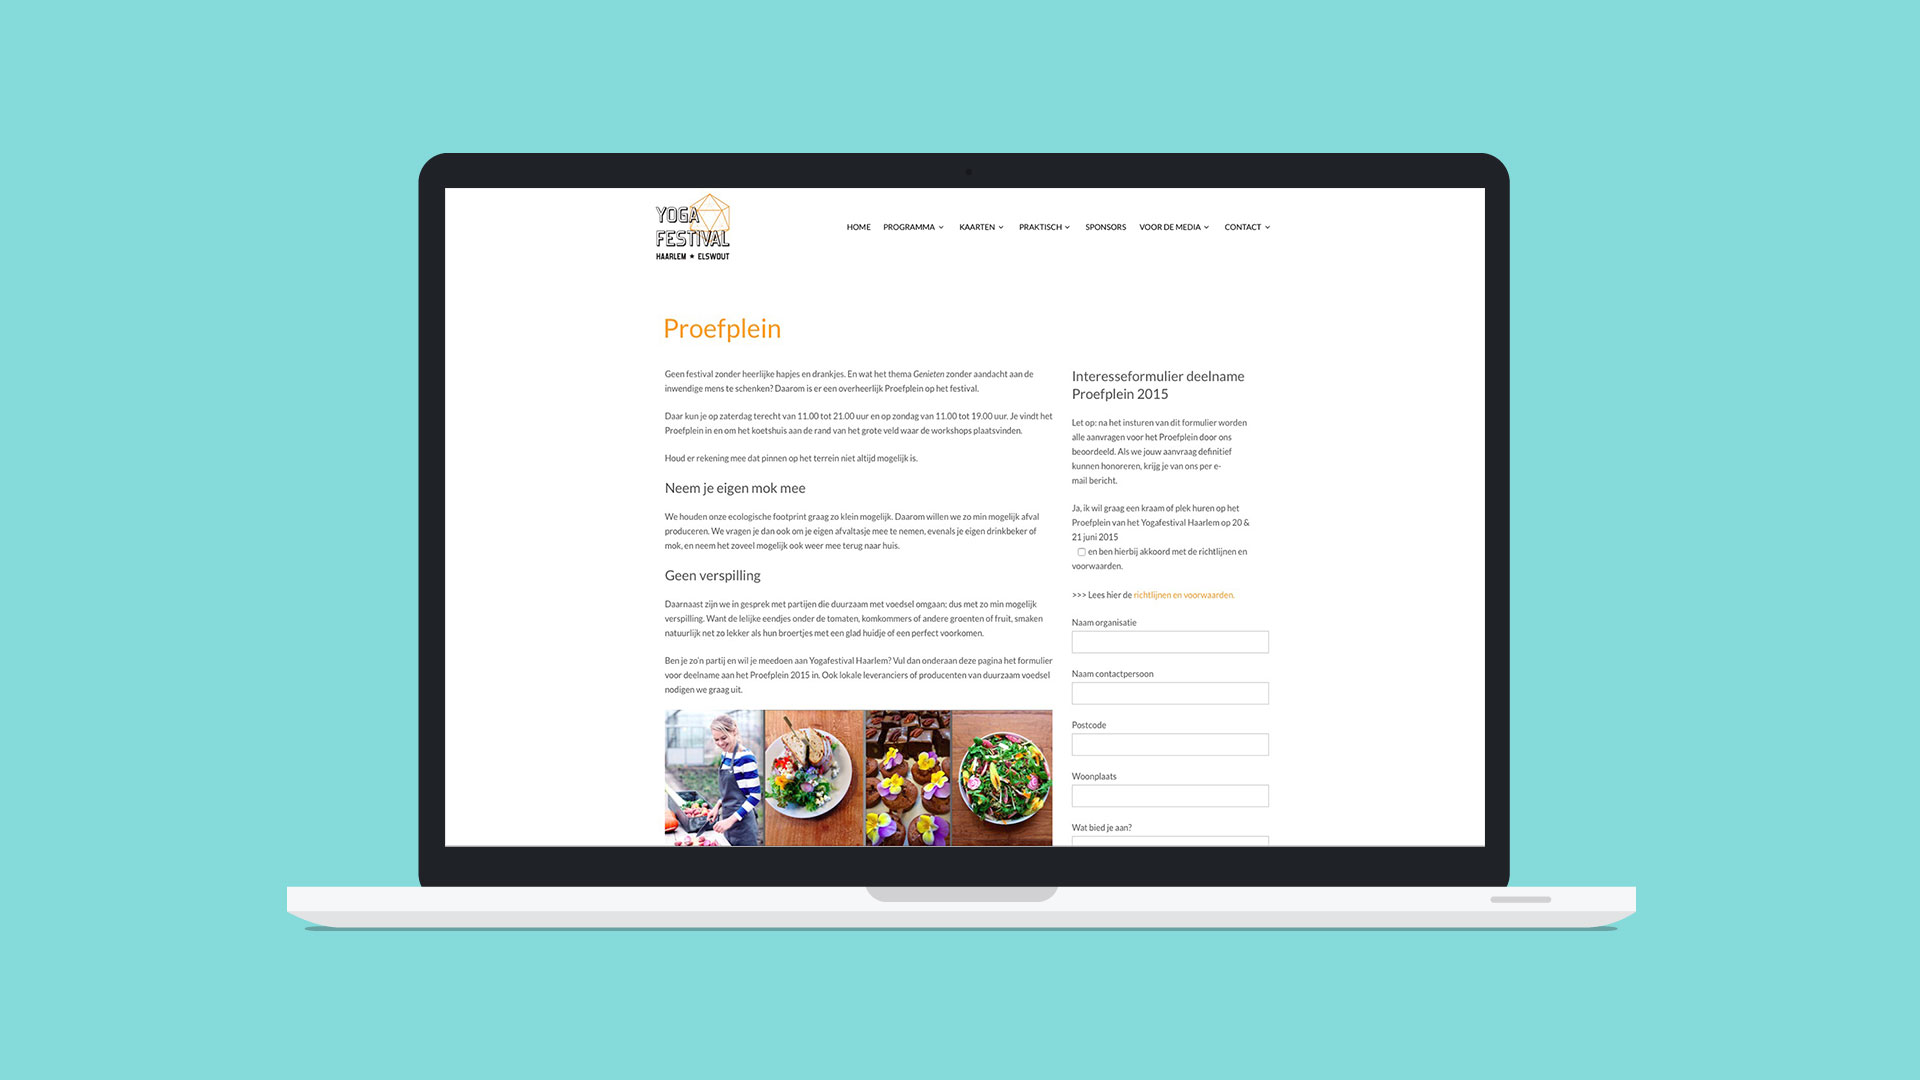 YOGA
FESTIVAL
HAARLEM ★ ELSWOUT
HOME PROGRAMMA KAARTEN PRAKTISCH SPONSORS VOOR DE MEDIA CONTACT
Proefplein
Geen festival zonder heerlijke hapjes en drankjes. En wat het thema Genieten zonder aandacht aan de
inwendige mens te schenken? Daarom is er een overheerlijk Proefplein op het festival.
Daar kun je op zaterdag terecht van 11.00 tot 21.00 uur en op zondag van 11.00 tot 19.00 uur. Je vindt het
Proefplein in en om het koetshuis aan de rand van het grote veld waar de workshops plaatsvinden.
Houd er rekening mee dat pinnen op het terrein niet altijd mogelijk is.
Neem je eigen mok mee
We houden onze ecologische footprint graag zo klein mogelijk. Daarom willen we zo min mogelijk afval
produceren. We vragen je dan ook om je eigen afvaltasje mee te nemen, evenals je eigen drinkbeker of
mok, en neem het zoveel mogelijk ook weer mee terug naar huis.
Geen verspilling
Daarnaast zijn we in gesprek met partijen die duurzaam met voedsel omgaan; dus met zo min mogelijk
verspilling. Want de lelijke eendjes onder de tomaten, komkommers of andere groenten of fruit, smaken
natuurlijk net zo lekker als hun broertjes met een glad huidje of een perfect voorkomen.
Ben je zo'n partij en wil je meedoen aan Yogafestival Haarlem? Vul dan onderaan deze pagina het formulier
voor deelname aan het Proefplein 2015 in. Ook lokale leveranciers of producenten van duurzaam voedsel
nodigen we graag uit.
Interesseformulier deelname
Proefplein 2015
Let op: na het insturen van dit formulier worden
alle aanvragen voor het Proefplein door ons
beoordeeld. Als we jouw aanvraag definitief
kunnen honoreren, krijg je van ons per e-
mail bericht.
Ja, ik wil graag een kraam of plek huren op het
Proefplein van het Yogafestival Haarlem op 20 &
21 juni 2015
en ben hierbij akkoord met de richtlijnen en
voorwaarden.
>>> Lees hier de richtlijnen en voorwaarden.
Naam organisatie
Naam contactpersoon
Postcode
Woonplaats
Wat bied je aan?